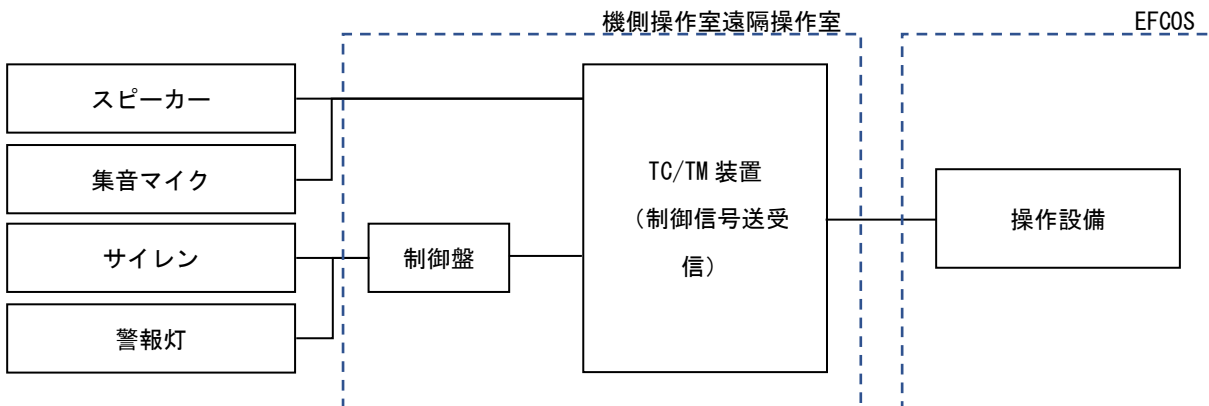 機側操作室遠隔操作室
EFCOS
スピーカー
集音マイク
サイレン
警報灯
制御盤
TC/TM 装置
（制御信号送受
信）
操作設備